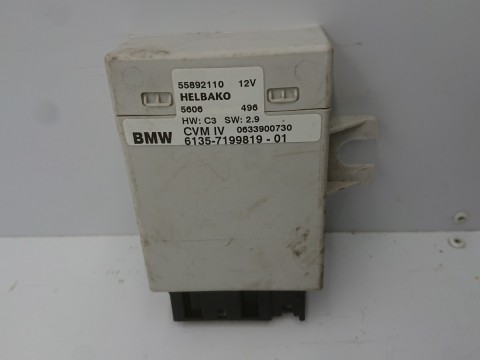 55892110 12V
HELBAKO
5606 496
HW: C3 SW: 2.9
BMW CVM IV 0633900730
6135-7199819-01